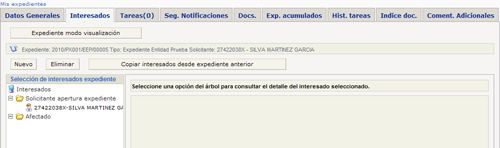 Mis expedientes
Datos Generales Interesados Tareas(0) Seg. Notificaciones Docs. Exp. acumulados Hist. tareas Indice doc. Coment. Adicionales
Expediente modo visualización
Expediente: 2010/PX001/EEPI00005 Tipo: Expediente Entidad Prueba Solicitante: 27422038X - SILVA MARTINEZ GARCIA
Nuevo Eliminar Copiar interesados desde expediente anterior
Selección de interesados expediente
Seleccione una opción del árbol para consultar el detalle del interesado seleccionado.
Interesados
Solicitante apertura expediente
27422038X-SILVA MARTINEZ GA
Afectado